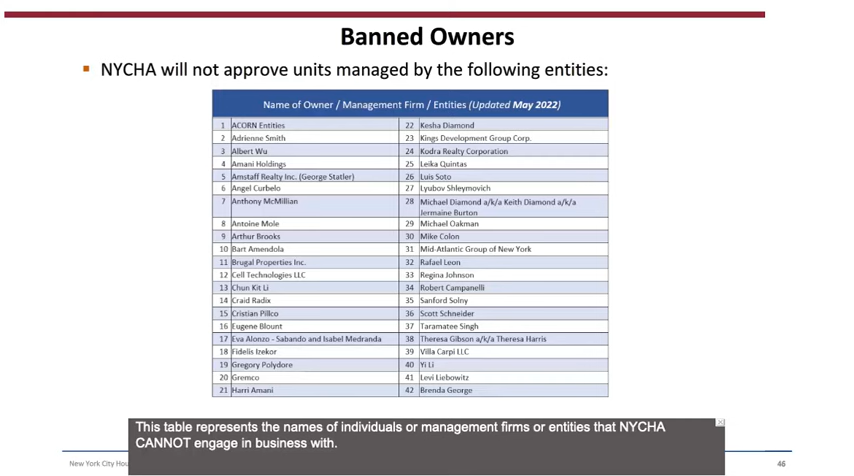 Banned Owners
▪ NYCHA will not approve units managed by the following entities:
Name of Owner / Management Firm / Entities (Updated May 2022)
1 ACORN Entities 22 Kesha Diamond
2 Adrienne Smith 23 Kings Development Group Corp.
3 Albert Wu 24 Kodra Realty Corporation
4 Amani Holdings 25 Leika Quintas
5 Amstaff Realty Inc. (George Statler) 26 Luis Soto
6 Angel Curbelo 27 Lyubov Shleymovich
7 Anthony McMillian 28 Michael Diamond a/k/a Keith Diamond a/k/a
Jermaine Burton
8 Antoine Mole 29 Michael Oakman
9 Arthur Brooks 30 Mike Colon
10 Bart Amendola 31 Mid-Atlantic Group of New York
11 Brugal Properties Inc. 32 Rafael Leon
12 Cell Technologies LLC 33 Regina Johnson
13 Chun Kit Li 34 Robert Campanelli
14 Craid Radix 35 Sanford Solny
15 Cristian Pillco 36 Scott Schneider
16 Eugene Blount 37 Taramatee Singh
17 Eva Alonzo - Sabando and Isabel Medranda 38 Theresa Gibson a/k/a Theresa Harris
18 Fidelis Izekor 39 Villa Carpi LLC
19 Gregory Polydore 40 Yi Li
20 Gremco 41 Levi Liebowitz
21 Harri Amani 42 Brenda George
This table represents the names of individuals or management firms or entities that NYCHA
CANNOT engage in business with.
New York City Hou 46